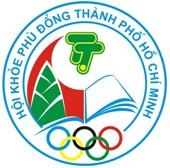 HỘI KHỎE PHÙ ĐỔNG THÀNH PHỐ HỒ CHÍ MINH